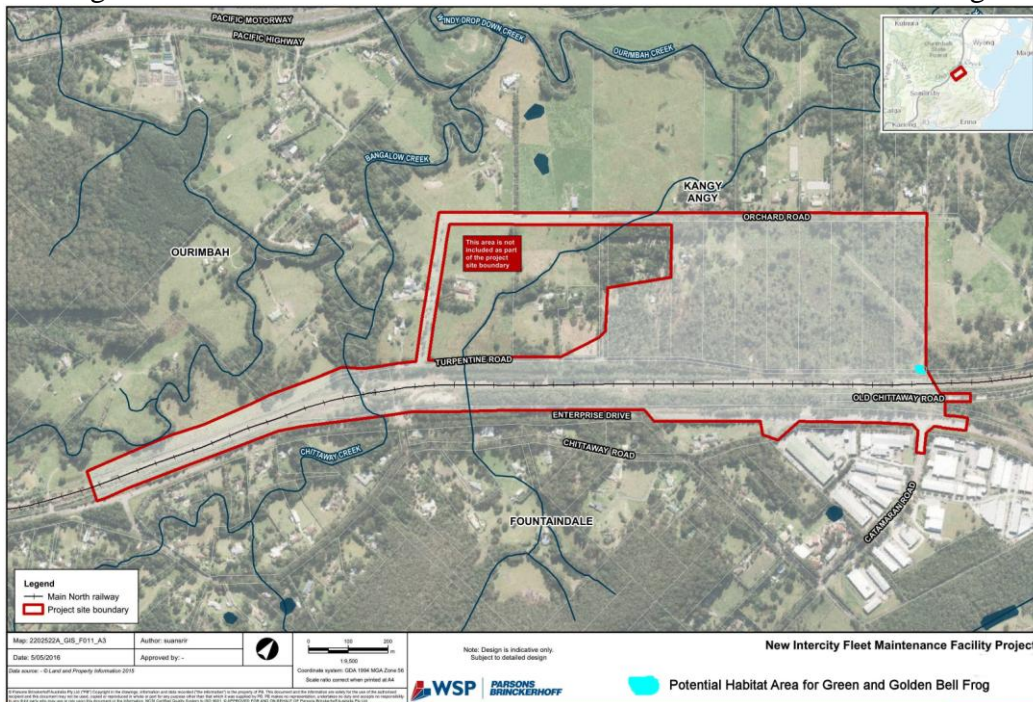 PACIFIC MOTORWAY
PACIFIC HIGHWAY
INDY DROP DOWN CREEK
OURIMBAH CREEK
BANGALOW CREEK
KANGY
ANGY
ORCHARD ROAD
OURIMBAH
This area is not
included as part
of the project
site boundary
TURPENTINE ROAD
OLD CHITTAWAY ROAD
ENTERPRISE DRIVE
CHITTAWAY ROAD
CHITTAWAY CREEK
CATAMARAN ROAD
FOUNTAINDALE
Wyong
Legend
Main North railway
Project site boundary
Map: 2202522A_GIS_F011_A3
Author: suansrir
Date: 5/05/2016
Approved by: -
Data source: - © Land and Property Information 2015
0 100 200
m
1:9,500
Coordinate system: GDA 1994 MGA Zone 56
Scale ratio correct when printed at A4
Note: Design is indicative only.
Subject to detailed design
WSP
PARSONS
BRINCKERHOFF
New Intercity Fleet Maintenance Facility Project
Potential Habitat Area for Green and Golden Bell Frog